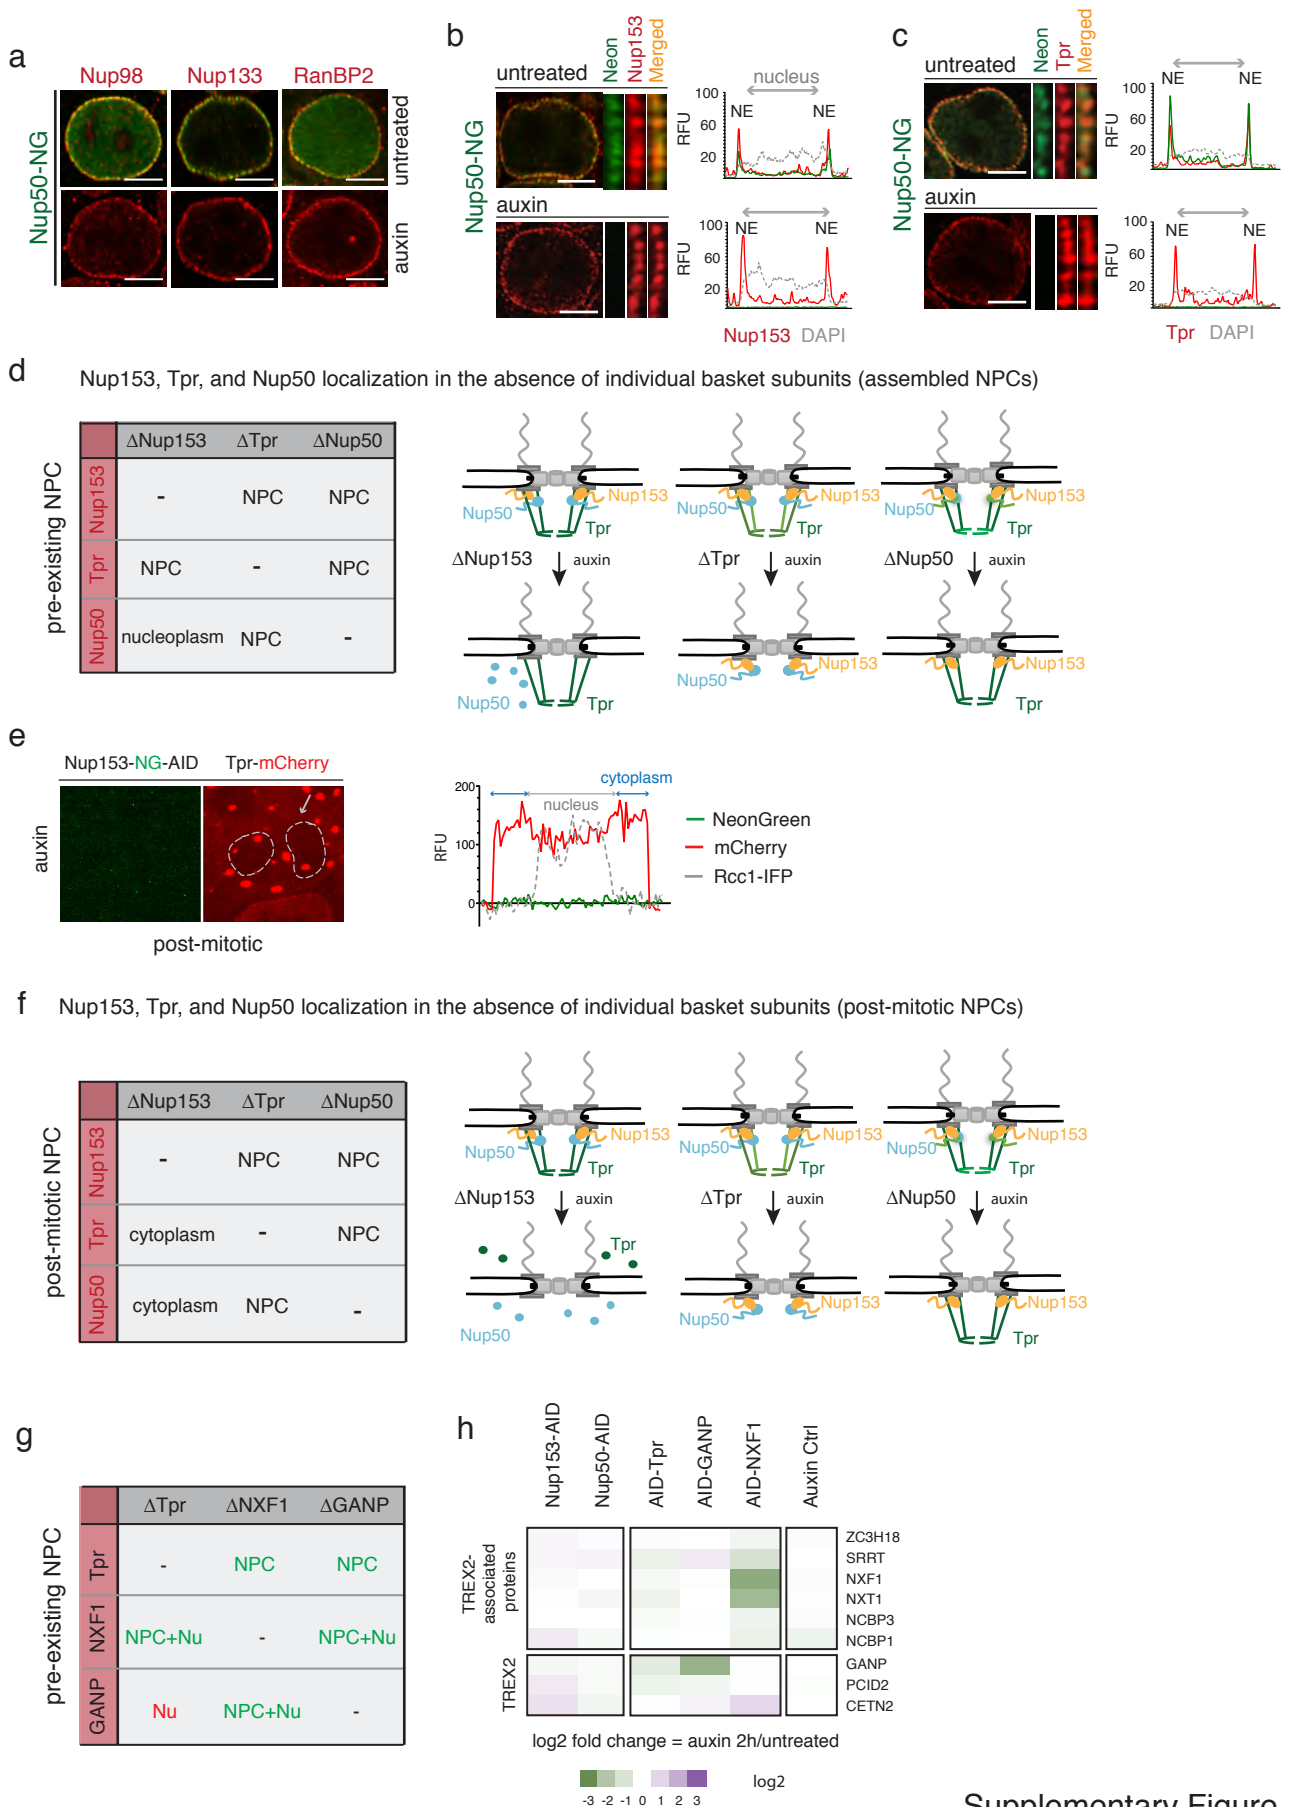 a
Nup98 Nup133 RanBP2
Nup50-NG
untreated
auxin
b
untreated
Neon
Nup153
Merged
Nup50-NG
auxin
nucleus
100
60
20
RFU
NE NE
100
60
20
RFU
NE NE
Nup153 DAPI
c
untreated
Neon
Tpr
Merged
Nup50-NG
auxin
100
60
20
RFU
NE NE
100
60
20
RFU
NE NE
Tpr DAPI
d
Nup153, Tpr, and Nup50 localization in the absence of individual basket subunits (assembled NPCs)
pre-existing NPC
ΔNup153 ΔTpr ΔNup50
Nup153 - NPC NPC
Tpr NPC - NPC
Nup50 nucleoplasm NPC -
Nup50 Tpr Nup153 Nup50 Tpr Nup50 Nup153 Tpr
ΔNup153 auxin ΔTpr auxin ΔNup50 auxin
Nup50 Tpr Nup50 Nup153 Nup153 Tpr
e
Nup153-NG-AID Tpr-mCherry
auxin
post-mitotic
200
100
0
RFU
cytoplasm
nucleus
NeonGreen
mCherry
Rcc1-IFP
f
Nup153, Tpr, and Nup50 localization in the absence of individual basket subunits (post-mitotic NPCs)
post-mitotic NPC
ΔNup153 ΔTpr ΔNup50
Nup153 - NPC NPC
Tpr cytoplasm - NPC
Nup50 cytoplasm NPC -
Nup50 Nup153 Tpr Nup50 Nup153 Tpr Nup50 Nup153 Tpr
ΔNup153 auxin ΔTpr auxin ΔNup50 auxin
Tpr
Nup50 Nup50 Nup153 Nup153 Tpr
g
pre-existing NPC
ΔTpr ΔNXF1 ΔGANP
Tpr - NPC NPC
NXF1 NPC+Nu - NPC+Nu
GANP Nu NPC+Nu -
h
Nup153-AID
Nup50-AID
AID-Tpr
AID-GANP
AID-NXF1
Auxin Ctrl
TREX2-
associated
proteins
ZC3H18
SRRT
NXF1
NXT1
NCBP3
NCBP1
TREX2
GANP
PCID2
CETN2
log2 fold change = auxin 2h/untreated
log2
-3 -2 -1 0 1 2 3
Supplementary Figure